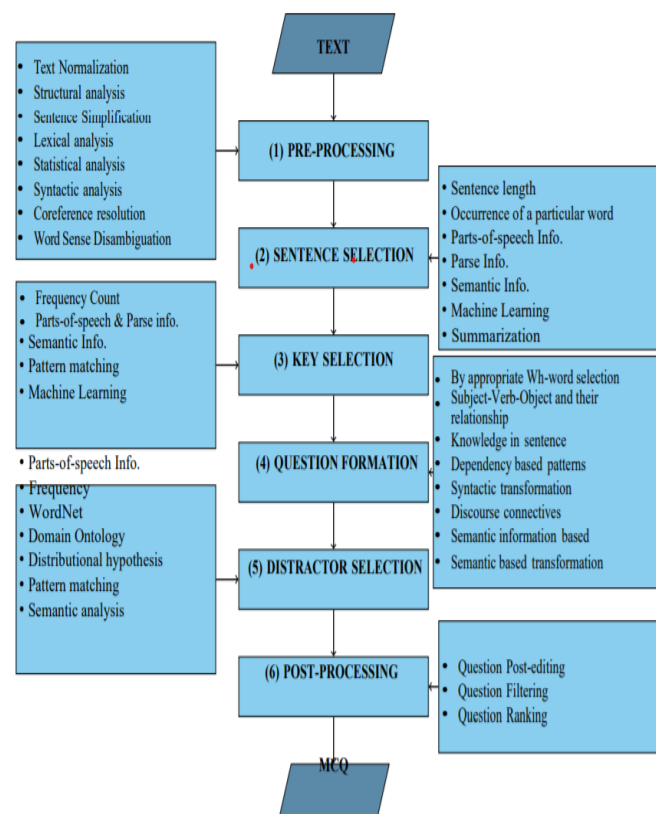 TEXT
• Text Normalization
• Structural analysis
• Sentence Simplification
• Lexical analysis
• Statistical analysis
• Syntactic analysis
• Coreference resolution
• Word Sense Disambiguation
(1) PRE-PROCESSING
(2) SENTENCE SELECTION
• Sentence length
• Occurrence of a particular word
• Parts-of-speech Info.
• Parse Info.
• Semantic Info.
• Machine Learning
• Summarization
• Frequency Count
• Parts-of-speech & Parse info.
• Semantic Info.
• Pattern matching
• Machine Learning
(3) KEY SELECTION
(4) QUESTION FORMATION
• By appropriate Wh-word selection
• Subject-Verb-Object and their
relationship
• Knowledge in sentence
• Dependency based patterns
• Syntactic transformation
• Discourse connectives
• Semantic information based
• Semantic based transformation
• Parts-of-speech Info.
• Frequency
• WordNet
• Domain Ontology
• Distributional hypothesis
• Pattern matching
• Semantic analysis
(5) DISTRACTOR SELECTION
(6) POST-PROCESSING
• Question Post-editing
• Question Filtering
• Question Ranking
MCQ